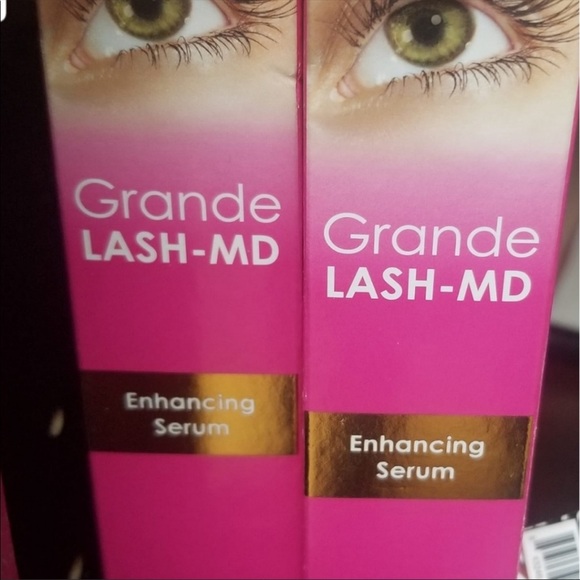 Grande
LASH-MD
Enhancing
Serum
Grande
LASH-MD
Enhancing
Serum